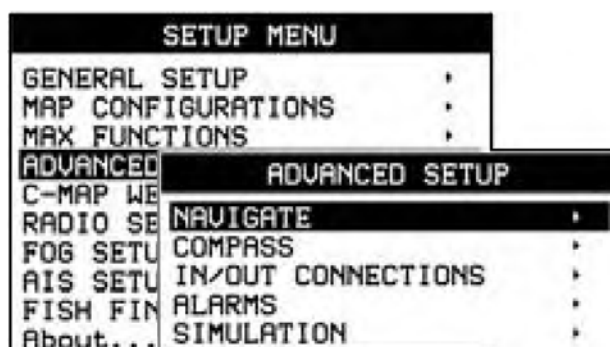 SETUP MENU
GENERAL SETUP
MAP CONFIGURATIONS
MAX FUNCTIONS
ADVANCED
C-MAP WE
RADIO SE
FOG SETU
AIS SETU
FISH FIN
About...
ADVANCED SETUP
NAVIGATE
COMPASS
IN/OUT CONNECTIONS
ALARMS
SIMULATION